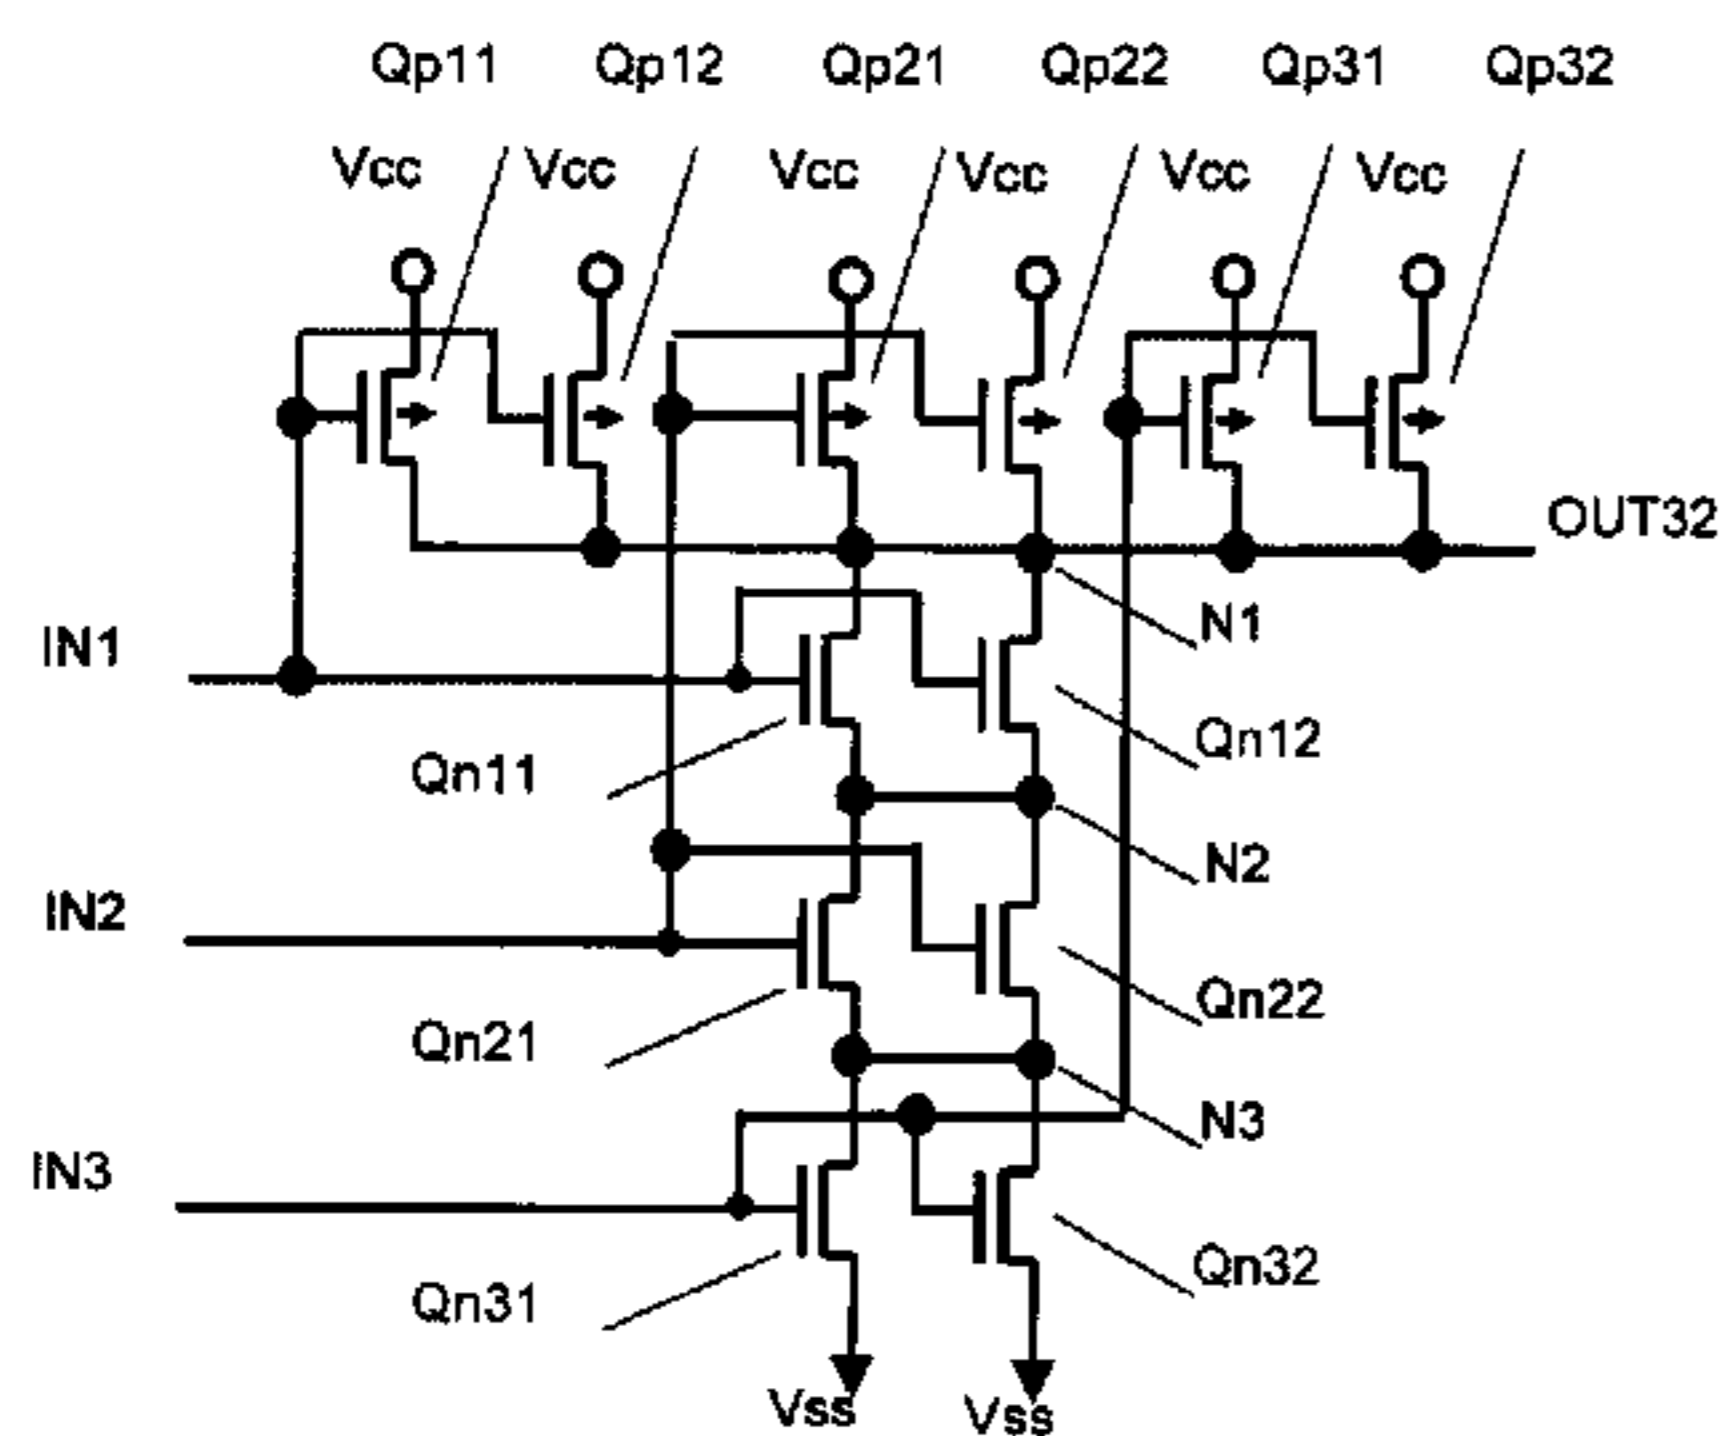 Qp11 Qp12 Qp21 Qp22 Qp31 Qp32
Vcc Vcc Vcc Vcc Vcc Vcc
OUT32
N1
IN1
Qn12
Qn11
N2
IN2
Qn22
Qn21
N3
IN3
Qn32
Qn31
Vss Vss